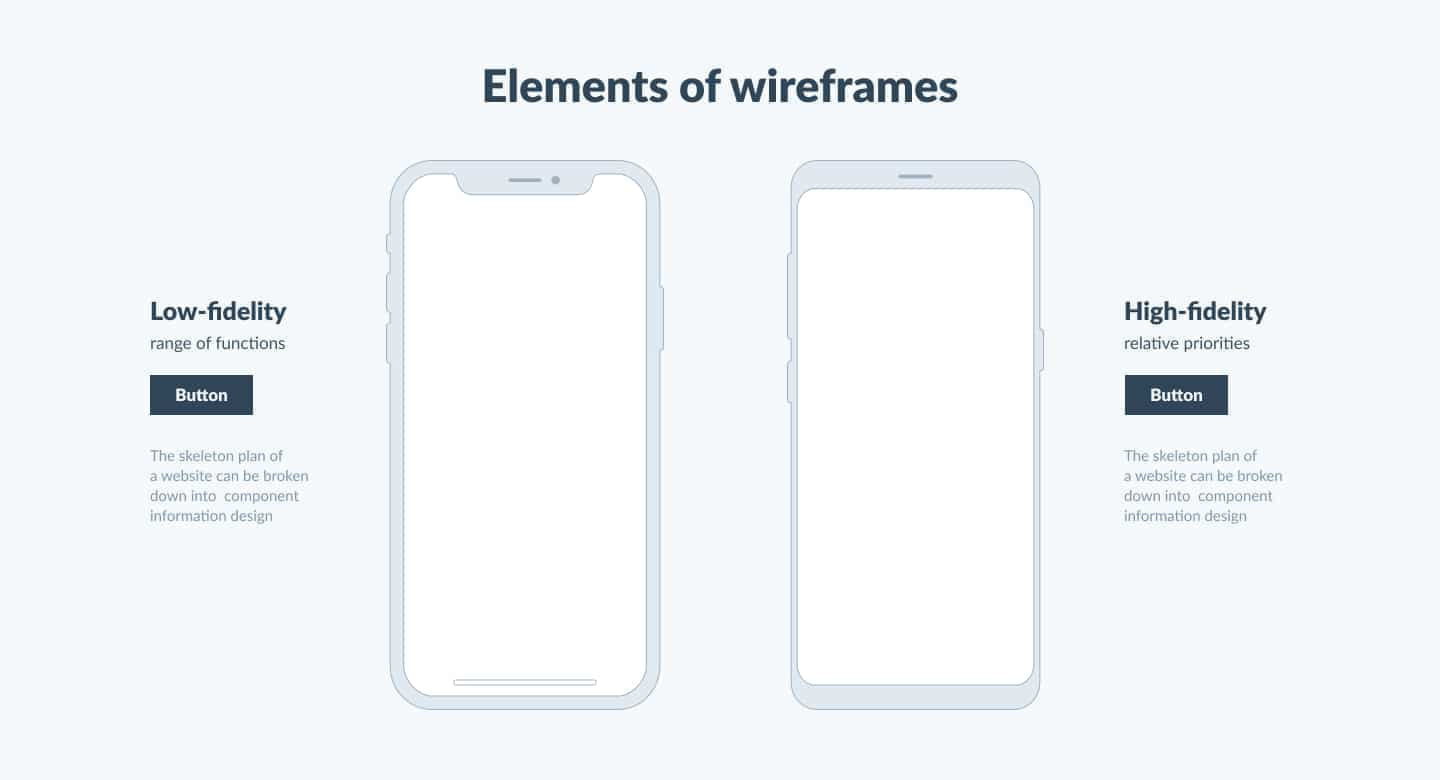 Elements of wireframes
Low-fidelity
range of functions
Button
The skeleton plan of
a website can be broken
down into  component
information design
High-fidelity
relative priorities
Button
The skeleton plan of
a website can be broken
down into  component
information design